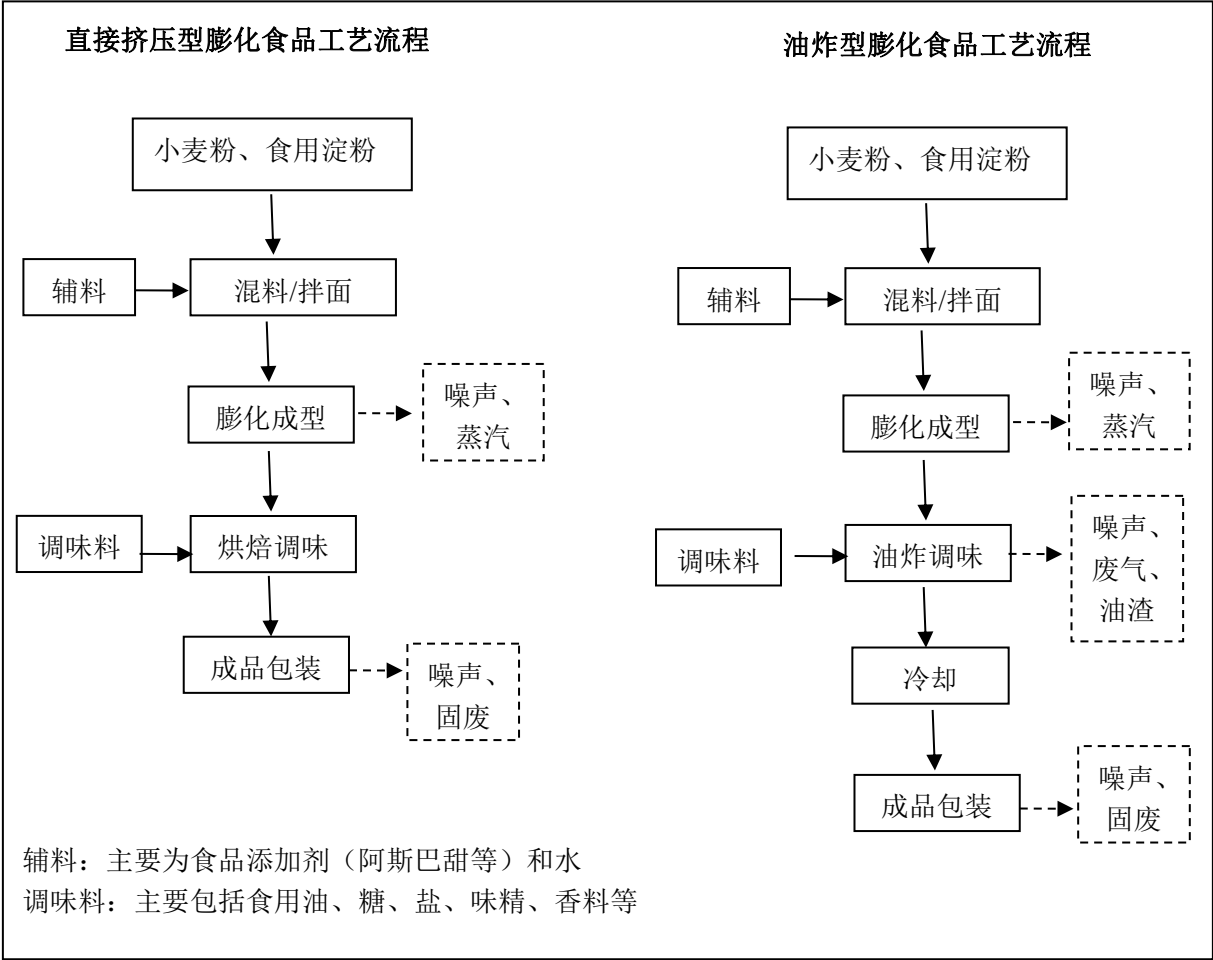 直接挤压型膨化食品工艺流程
小麦粉、食用淀粉
辅料
混料/拌面
膨化成型
噪声、
蒸汽
调味料
烘焙调味
成品包装
噪声、
固废
油炸型膨化食品工艺流程
小麦粉、食用淀粉
辅料
混料/拌面
膨化成型
噪声、
蒸汽
调味料
油炸调味
噪声、
废气、
油渣
冷却
成品包装
噪声、
固废
辅料：主要为食品添加剂（阿斯巴甜等）和水
调味料：主要包括食用油、糖、盐、味精、香料等